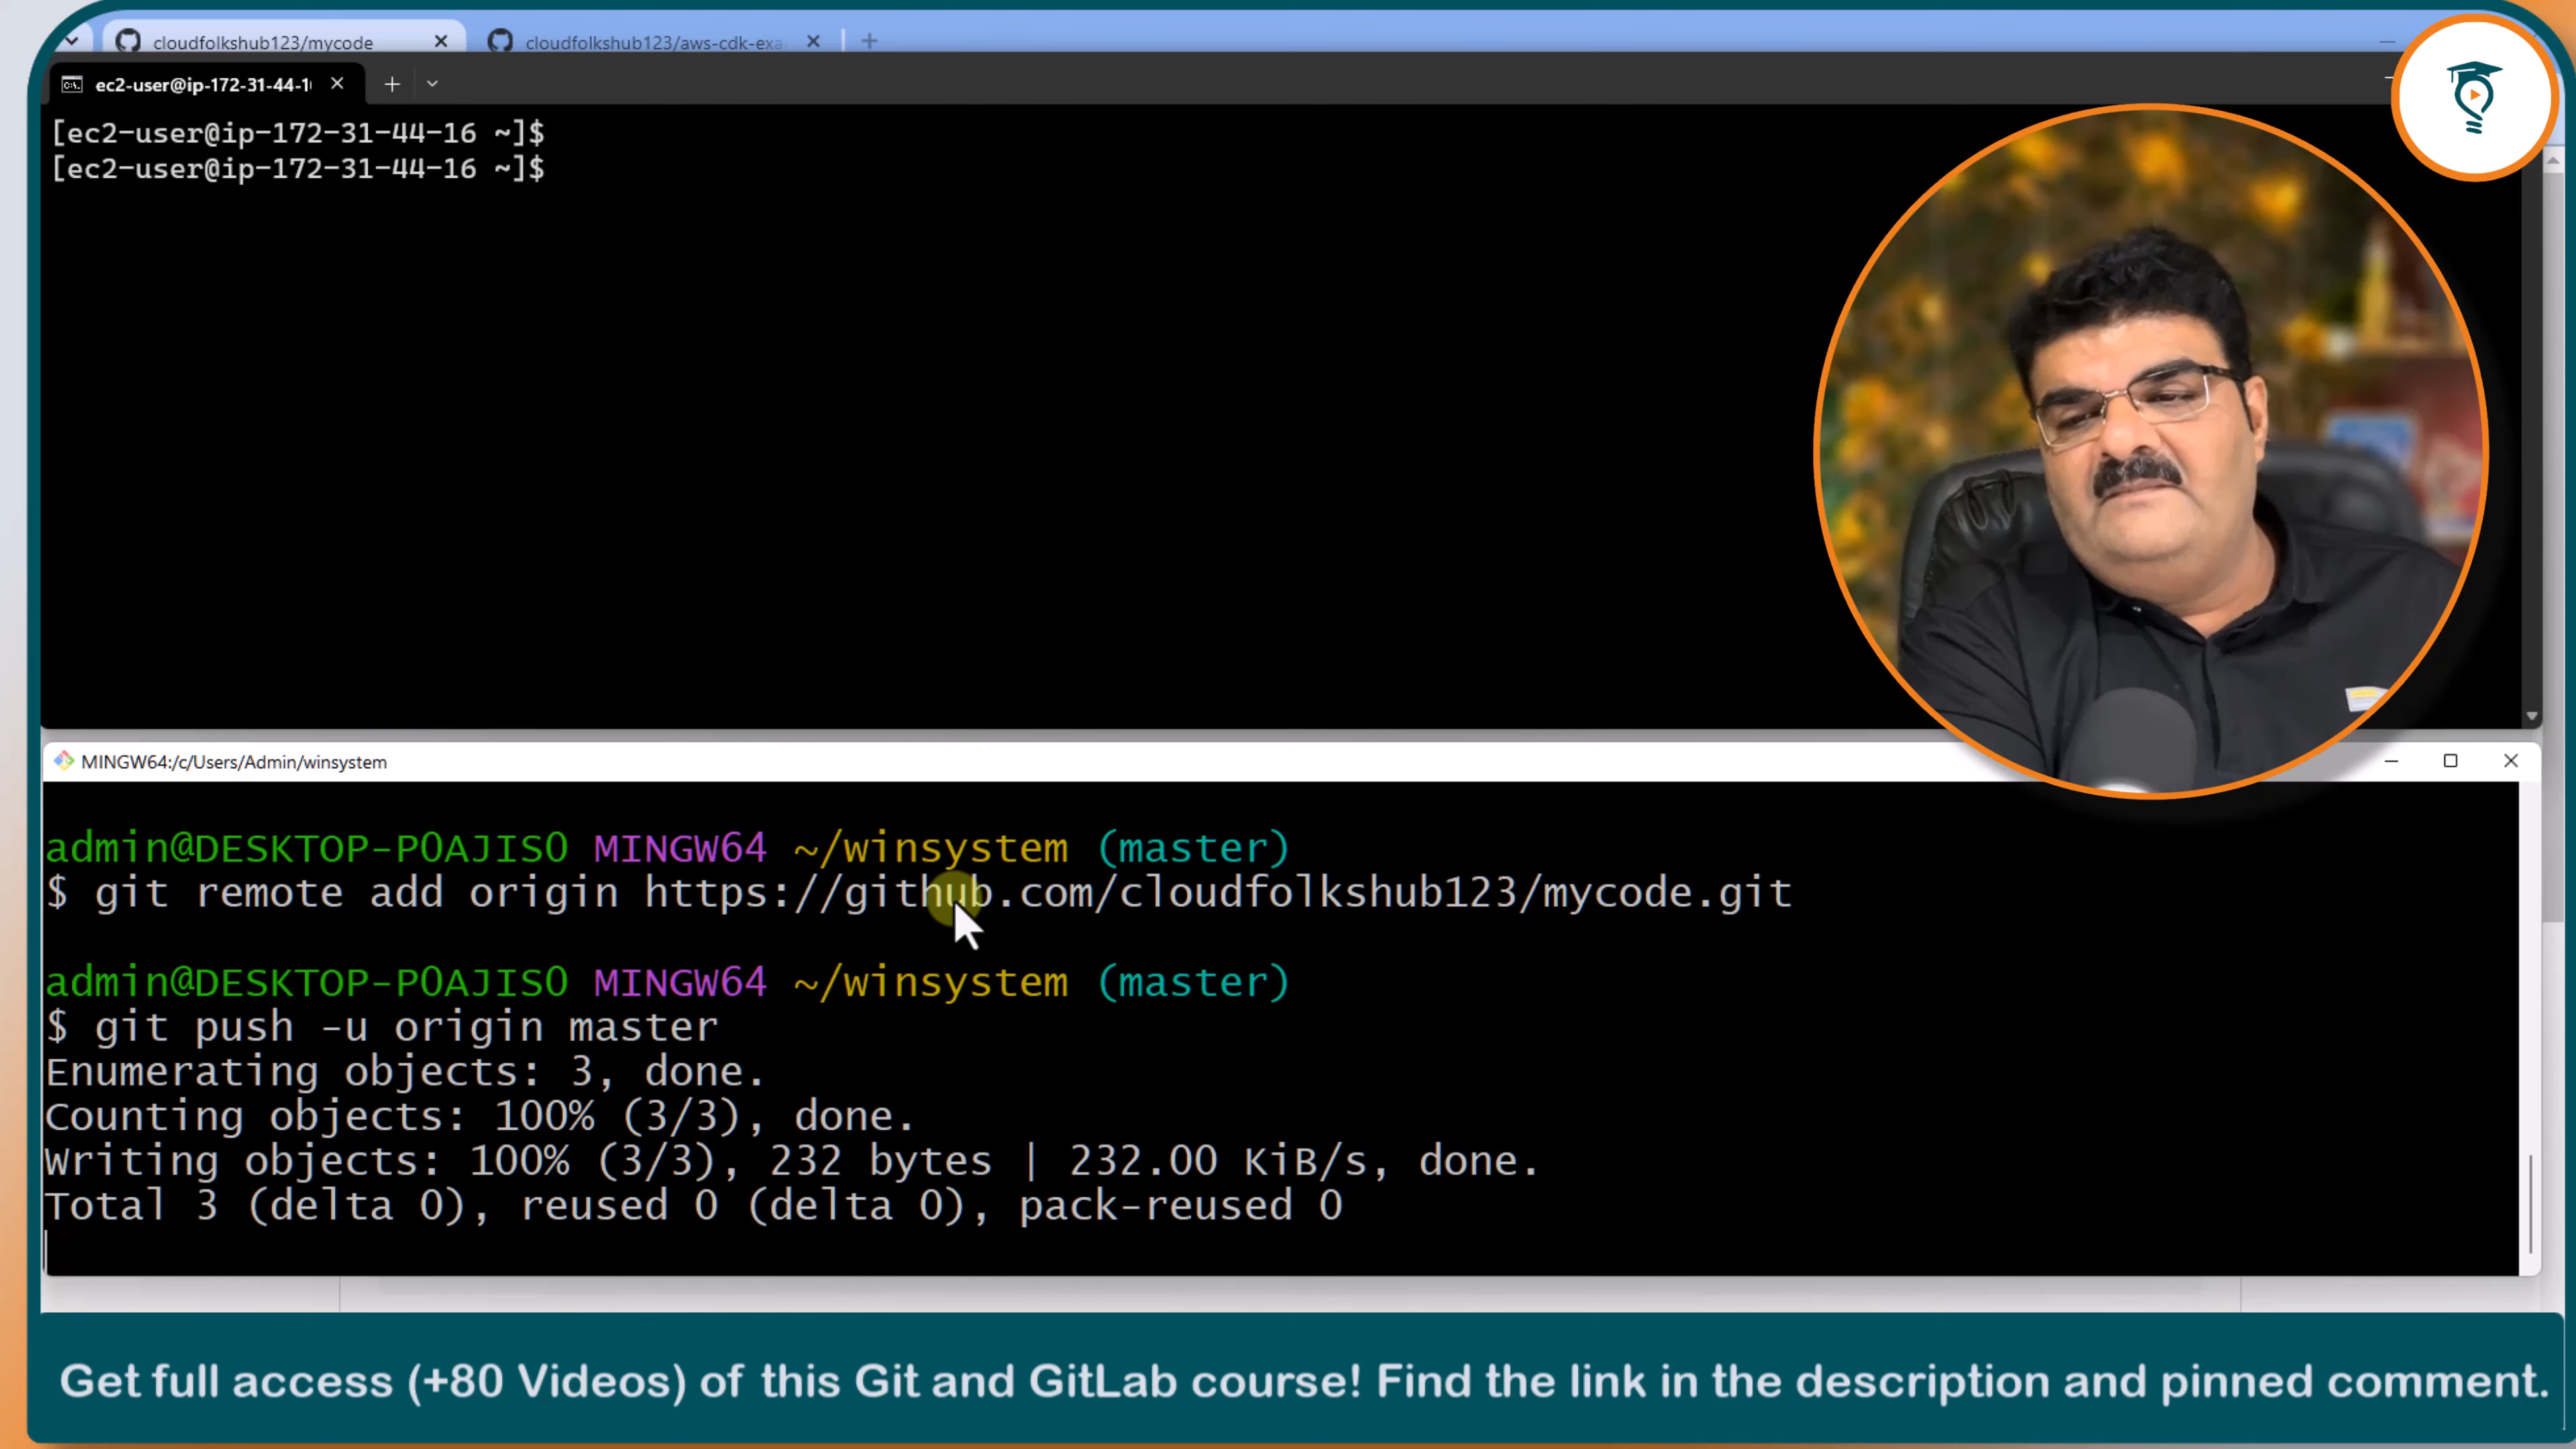 cloudfolkshub123/mycode
cloudfolkshub123/aws-cdk-exa
ec2-user@ip-172-31-44-1
[ec2-user@ip-172-31-44-16 ~]$
[ec2-user@ip-172-31-44-16 ~]$
MINGW64:/c/Users/Admin/winsystem
admin@DESKTOP-P0AJISO MINGW64 ~/winsystem (master)
$ git remote add origin https://github.com/cloudfolkshub123/mycode.git
admin@DESKTOP-P0AJISO MINGW64 ~/winsystem (master)
$ git push -u origin master
Enumerating objects: 3, done.
Counting objects: 100% (3/3), done.
Writing objects: 100% (3/3), 232 bytes | 232.00 KiB/s, done.
Total 3 (delta 0), reused 0 (delta 0), pack-reused 0
Get full access (+80 Videos) of this Git and GitLab course! Find the link in the description and pinned comment.